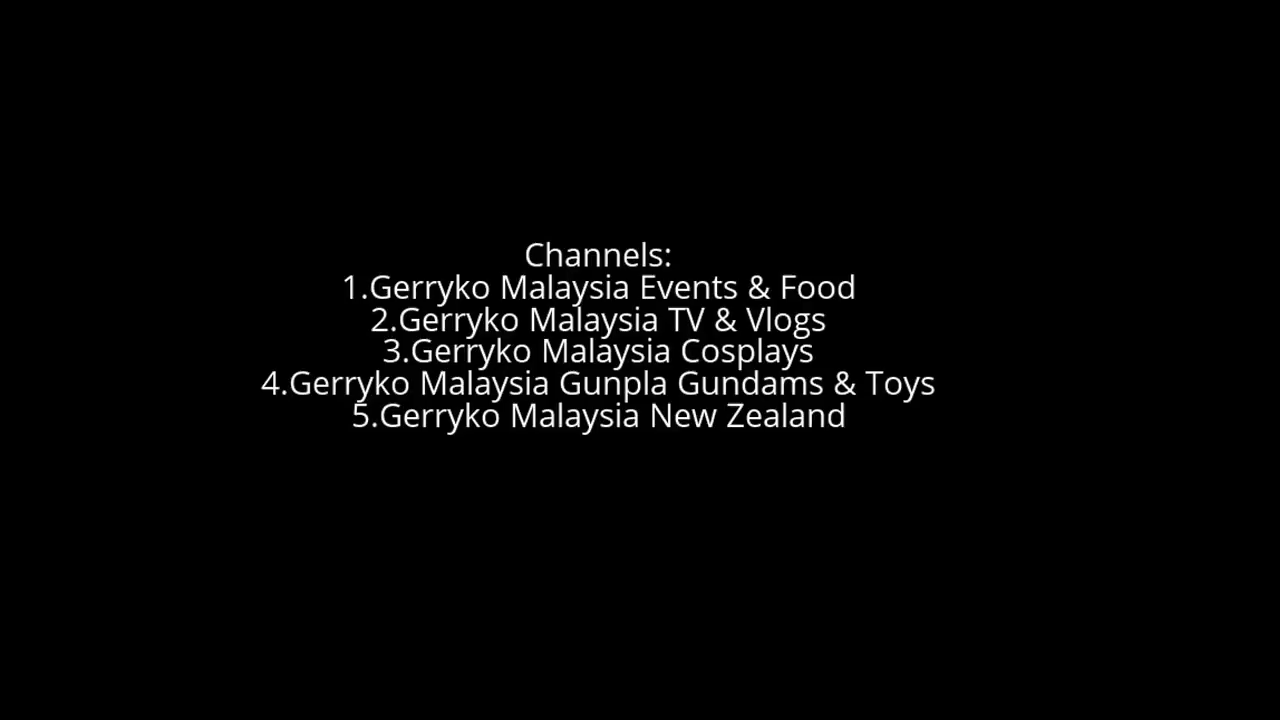 Channels:
1.Gerryko Malaysia Events & Food
2.Gerryko Malaysia TV & Vlogs
3.Gerryko Malaysia Cosplays
4.Gerryko Malaysia Gunpla Gundams & Toys
5.Gerryko Malaysia New Zealand